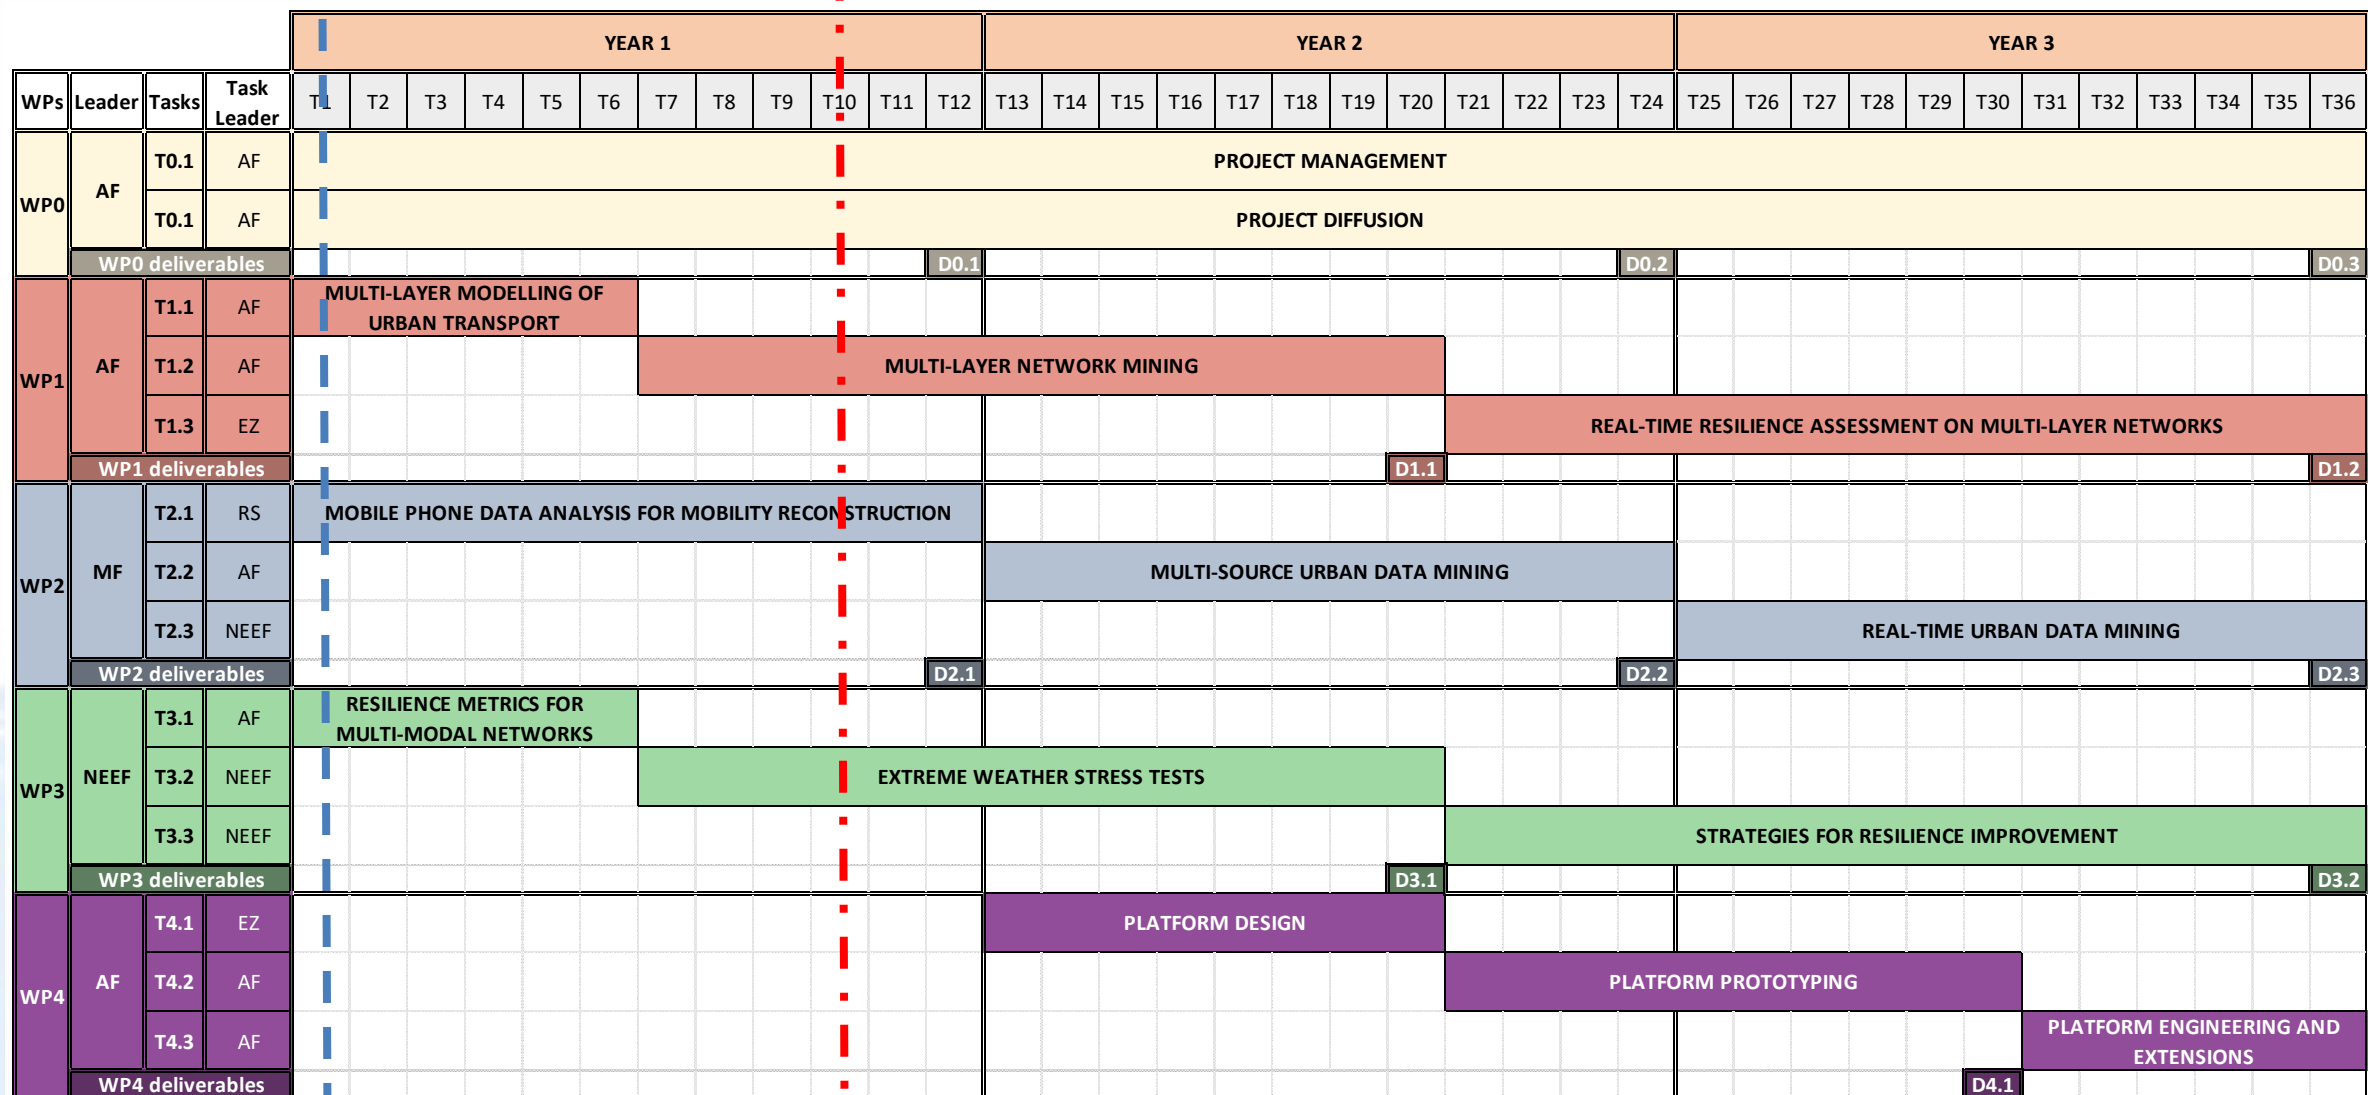 YEAR 1 YEAR 2 YEAR 3
WPs Leader Tasks Task Leader T1 T2 T3 T4 T5 T6 T7 T8 T9 T10 T11 T12 T13 T14 T15 T16 T17 T18 T19 T20 T21 T22 T23 T24 T25 T26 T27 T28 T29 T30 T31 T32 T33 T34 T35 T36
WP0 AF T0.1 AF PROJECT MANAGEMENT
T0.1 AF PROJECT DIFFUSION
WP0 deliverables D0.1 D0.2 D0.3
WP1 AF T1.1 AF MULTI-LAYER MODELLING OF
URBAN TRANSPORT
T1.2 AF MULTI-LAYER NETWORK MINING
T1.3 EZ REAL-TIME RESILIENCE ASSESSMENT ON MULTI-LAYER NETWORKS
WP1 deliverables D1.1 D1.2
WP2 MF T2.1 RS MOBILE PHONE DATA ANALYSIS FOR MOBILITY RECONSTRUCTION
T2.2 AF MULTI-SOURCE URBAN DATA MINING
T2.3 NEEF REAL-TIME URBAN DATA MINING
WP2 deliverables D2.1 D2.2 D2.3
WP3 NEEF T3.1 AF RESILIENCE METRICS FOR
MULTI-MODAL NETWORKS
T3.2 NEEF EXTREME WEATHER STRESS TESTS
T3.3 NEEF STRATEGIES FOR RESILIENCE IMPROVEMENT
WP3 deliverables D3.1 D3.2
WP4 AF T4.1 EZ PLATFORM DESIGN
T4.2 AF PLATFORM PROTOTYPING
T4.3 AF PLATFORM ENGINEERING AND
EXTENSIONS
WP4 deliverables D4.1